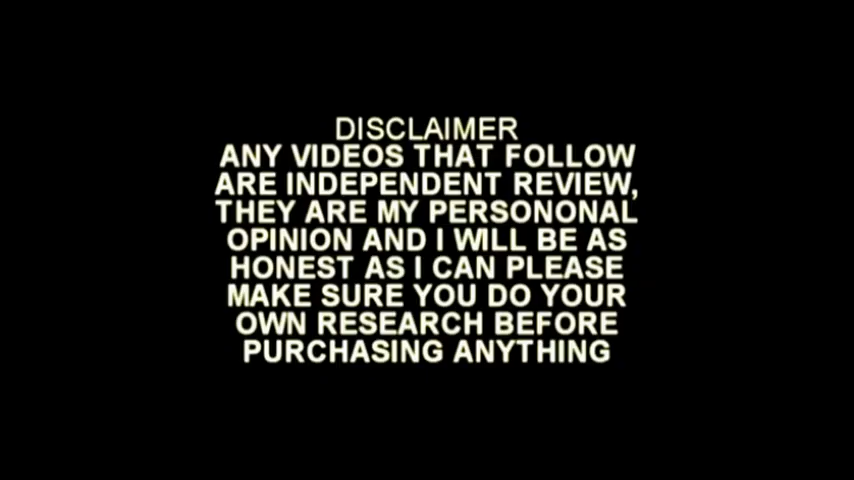 DISCLAIMER
ANY VIDEOS THAT FOLLOW
ARE INDEPENDENT REVIEW,
THEY ARE MY PERSONONAL
OPINION AND I WILL BE AS
HONEST AS I CAN PLEASE
MAKE SURE YOU DO YOUR
OWN RESEARCH BEFORE
PURCHASING ANYTHING